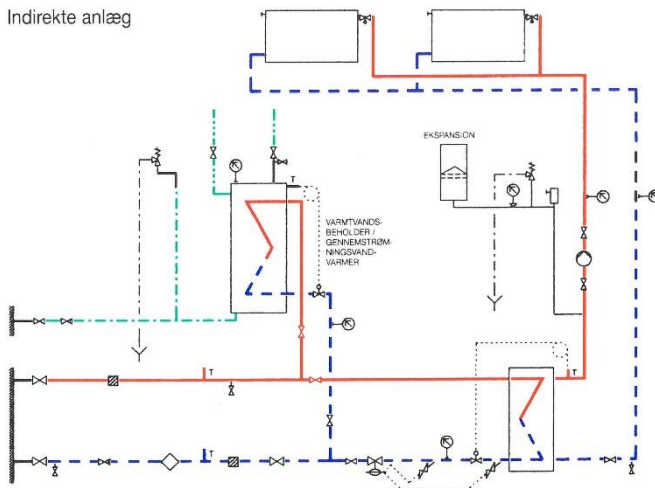 Indirekte anlæg
EKSPANSION
T
VARMTVANDS-
BEHOLDER /
GENNEMSTRØM-
NINGSVAND-
VARMER
T
T
T